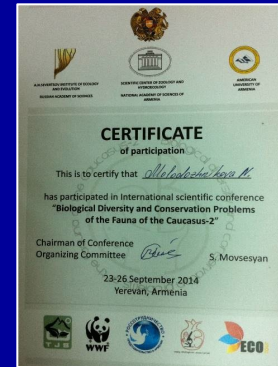 A.N. SEVERTSOV INSTITUTE OF ECOLOGY
AND EVOLUTION
RUSSIAN ACADEMY OF SCIENCES
SCIENTIFIC CENTER OF ZOOLOGY AND
HYDROECOLOGY
NATIONAL ACADEMY OF SCIENCES OF
ARMENIA
AMERICAN
UNIVERSITY OF
ARMENIA
CERTIFICATE
of participation
This is to certify that
has participated in International scientific conference
"Biological Diversity and Conservation Problems
of the Fauna of the Caucasus-2"
Chairman of Conference
Organizing Committee S. Movsesyan
23-26 September 2014
Yerevan, Armenia
TJS
WWF
ECO